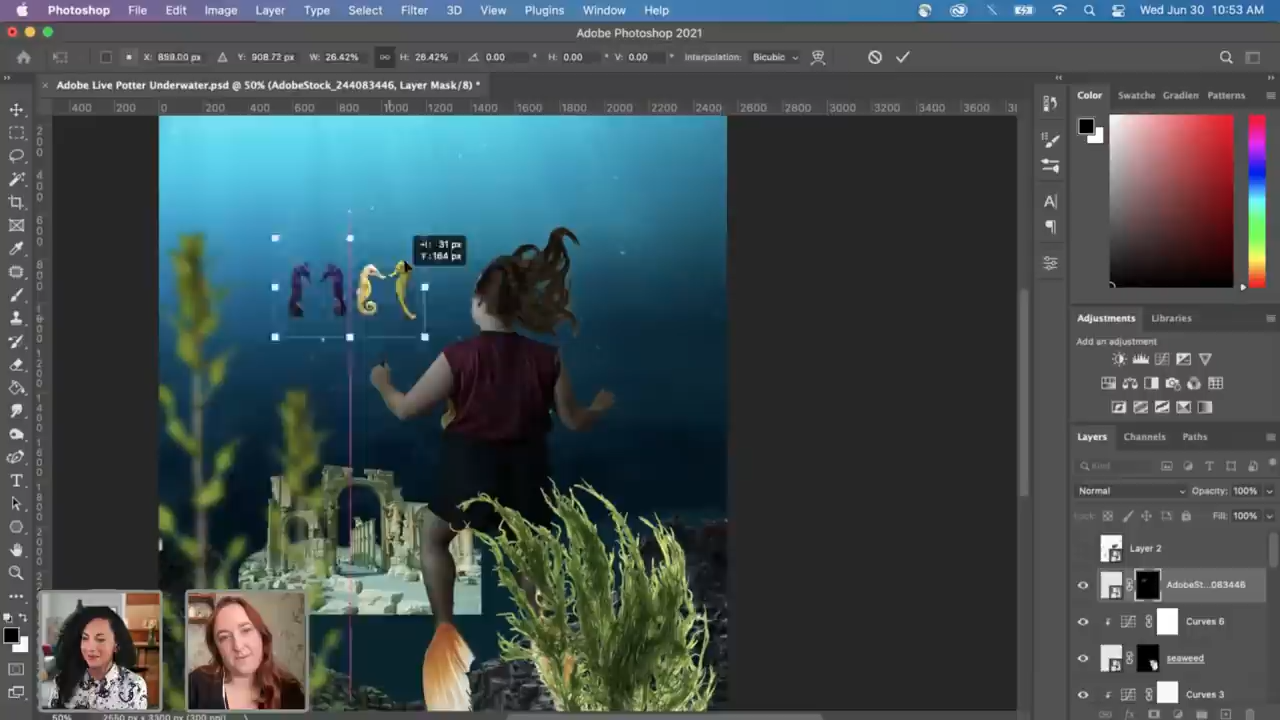 Photoshop File Edit Image Layer Type Select Filter 3D View Plugins Window Help Wed Jun 30 10:53 AM
Adobe Photoshop 2021
X: 859.00 px Y: 908.72 px W: 26.42% H: 26.42% 0.00 ° H: 0.00 ° V: 0.00 ° Interpolation: Bicubic
Adobe Live Potter Underwater.psd @ 50% (AdobeStock_244083446, Layer Mask/8) *
400 200 0 200 400 600 800 1000 1200 1400 1600 1800 2000 2200 2400 2600 2800 3000 3200 3400 3600
Color Swatche Gradien Patterns
31 px
164 px
Adjustments Libraries
Add an adjustment
Layers Channels Paths
Kind
Normal Opacity: 100%
Lock: Fill: 100%
Layer 2
AdobeSt...083446
Curves 6
seaweed
Curves 3
50% 2550 px x 3300 px (300 ppi)